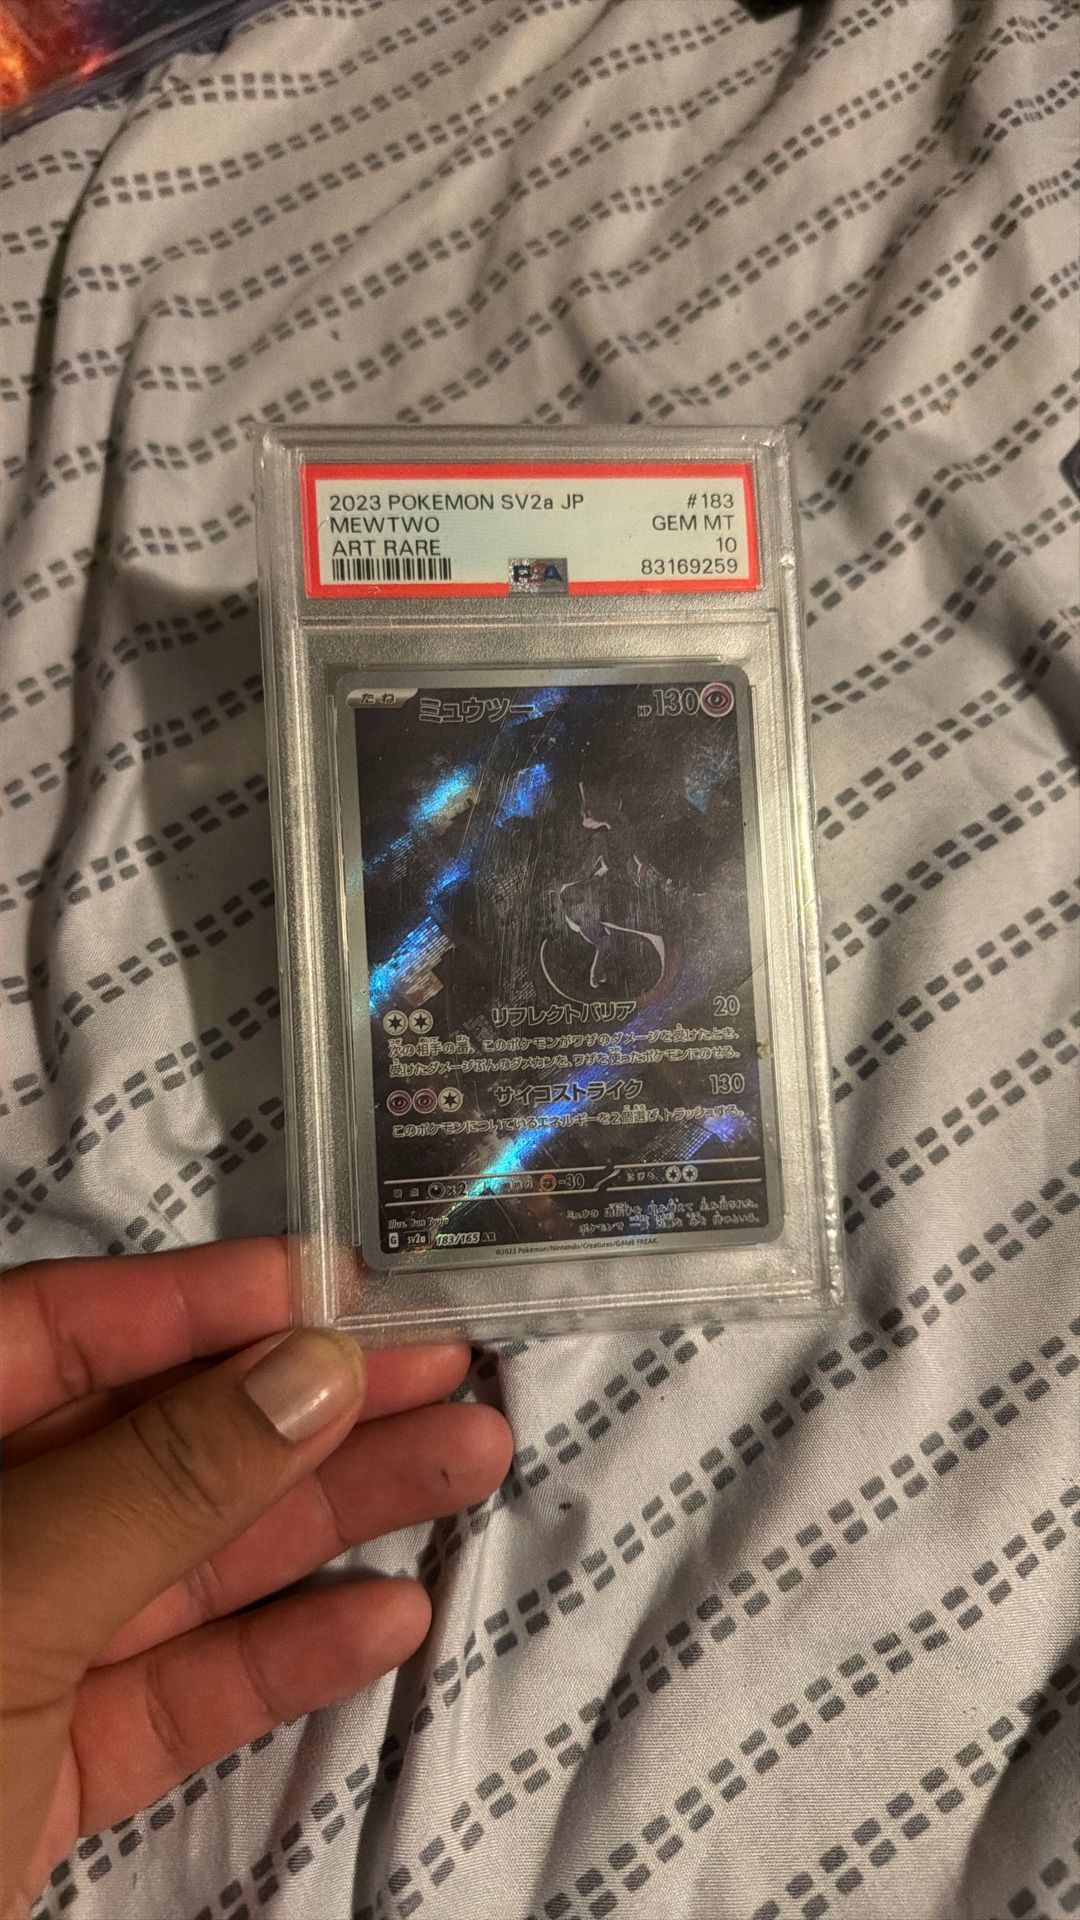 2023 POKEMON SV2a JP #183
MEWTWO GEM MT
ART RARE 10
PSA 83169259
たね ミュウツー HP130
リフレクトバリア 20
次の相手の番、このポケモンがワザのダメージを受けたとき、
受けたダメージぶんのダメカンを、ワザを使ったポケモンにのせる。
サイコストライク 130
このポケモンについているエネルギーを2個選び、トラッシュする。
×2 -30
Illus.
G sv2a 183/165 AR
©2023 Pokémon/Nintendo/Creatures/GAME FREAK.